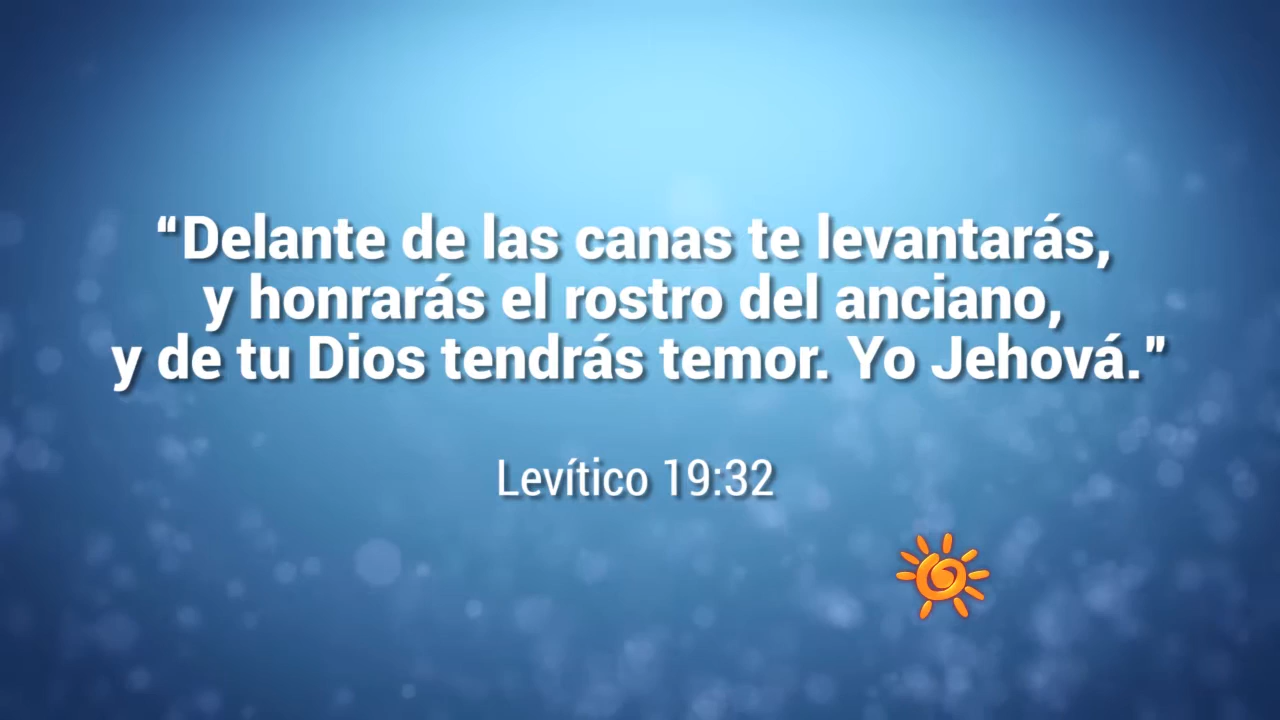 “Delante de las canas te levantarás,
y honrarás el rostro del anciano,
y de tu Dios tendrás temor. Yo Jehová.”
Levítico 19:32